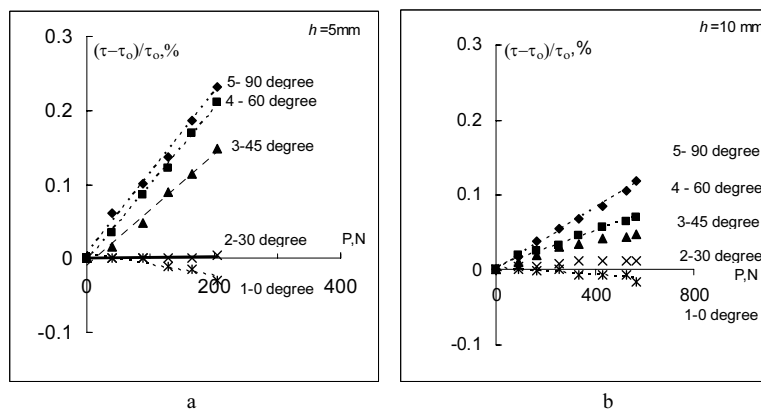 h=5mm
(τ–τo)/τo,%
0.3
0.2
0.1
0
-0.1
5- 90 degree
4 - 60 degree
3-45 degree
2-30 degree
P,N
0
200
400
1-0 degree
a
h=10 mm
(τ–τo)/τo,%
0.3
0.2
0.1
0
-0.1
5- 90 degree
4 - 60 degree
3-45 degree
2-30 degree
0
400
800
P,N
1-0 degree
b